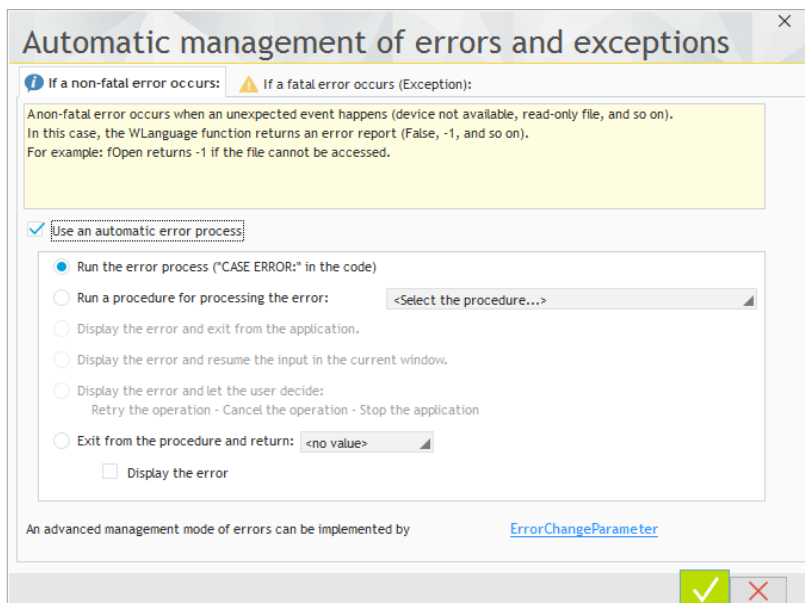 Automatic management of errors and exceptions
If a non-fatal error occurs:
If a fatal error occurs (Exception):
A non-fatal error occurs when an unexpected event happens (device not available, read-only file, and so on).
In this case, the WLanguage function returns an error report (False, -1, and so on).
For example: fOpen returns -1 if the file cannot be accessed.
Use an automatic error process
Run the error process ("CASE ERROR:" in the code)
Run a procedure for processing the error: <Select the procedure...>
Display the error and exit from the application.
Display the error and resume the input in the current window.
Display the error and let the user decide:
Retry the operation - Cancel the operation - Stop the application
Exit from the procedure and return: <no value>
Display the error
An advanced management mode of errors can be implemented by ErrorChangeParameter